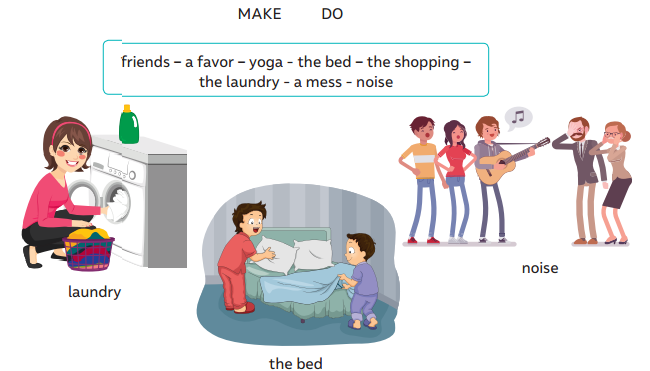 MAKE DO
friends – a favor – yoga - the bed – the shopping –
the laundry - a mess - noise
laundry
the bed
noise